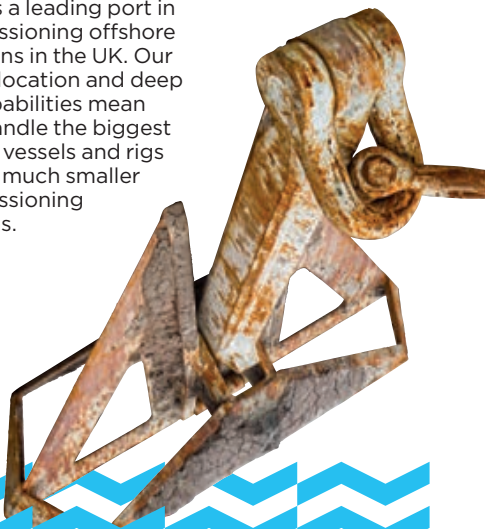 s a leading port in
ssioning offshore
ns in the UK. Our
location and deep
pabilities mean
andle the biggest
vessels and rigs
much smaller
ssioning
s.